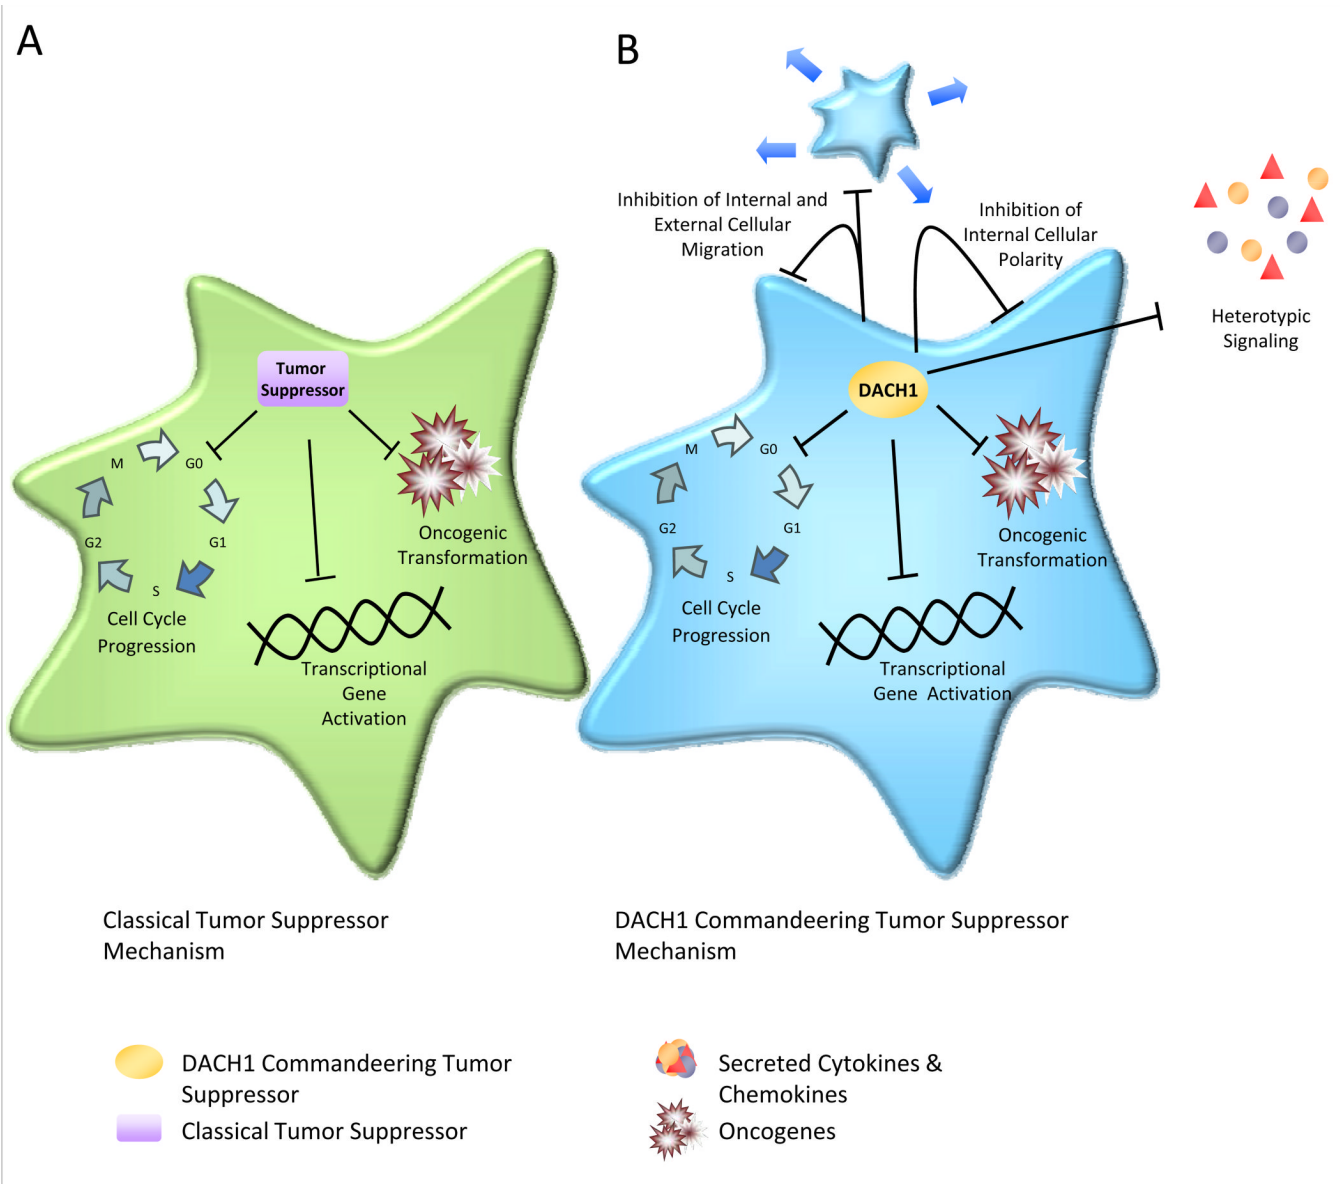 A
Tumor
Suppressor
M
G0
G2
G1
S
Cell Cycle
Progression
Oncogenic
Transformation
Transcriptional
Gene
Activation
Classical Tumor Suppressor
Mechanism
B
Inhibition of Internal and
External Cellular
Migration
Inhibition of
Internal Cellular
Polarity
Heterotypic
Signaling
DACH1
M
G0
G2
G1
S
Cell Cycle
Progression
Oncogenic
Transformation
Transcriptional
Gene Activation
DACH1 Commandeering Tumor Suppressor
Mechanism
DACH1 Commandeering Tumor
Suppressor
Classical Tumor Suppressor
Secreted Cytokines &
Chemokines
Oncogenes